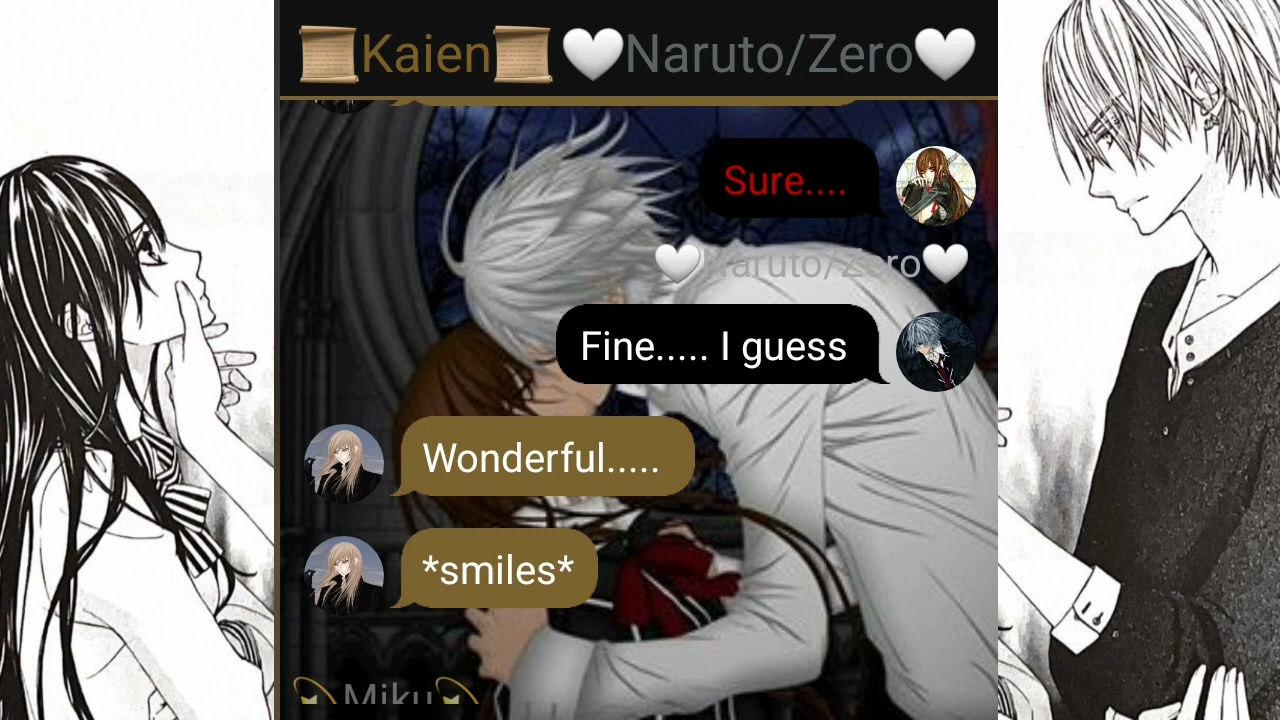 📜Kaien📜 🤍Naruto/Zero🤍
Sure....
🤍Naruto/Zero🤍
Fine..... I guess
Wonderful.....
*smiles*
Miku